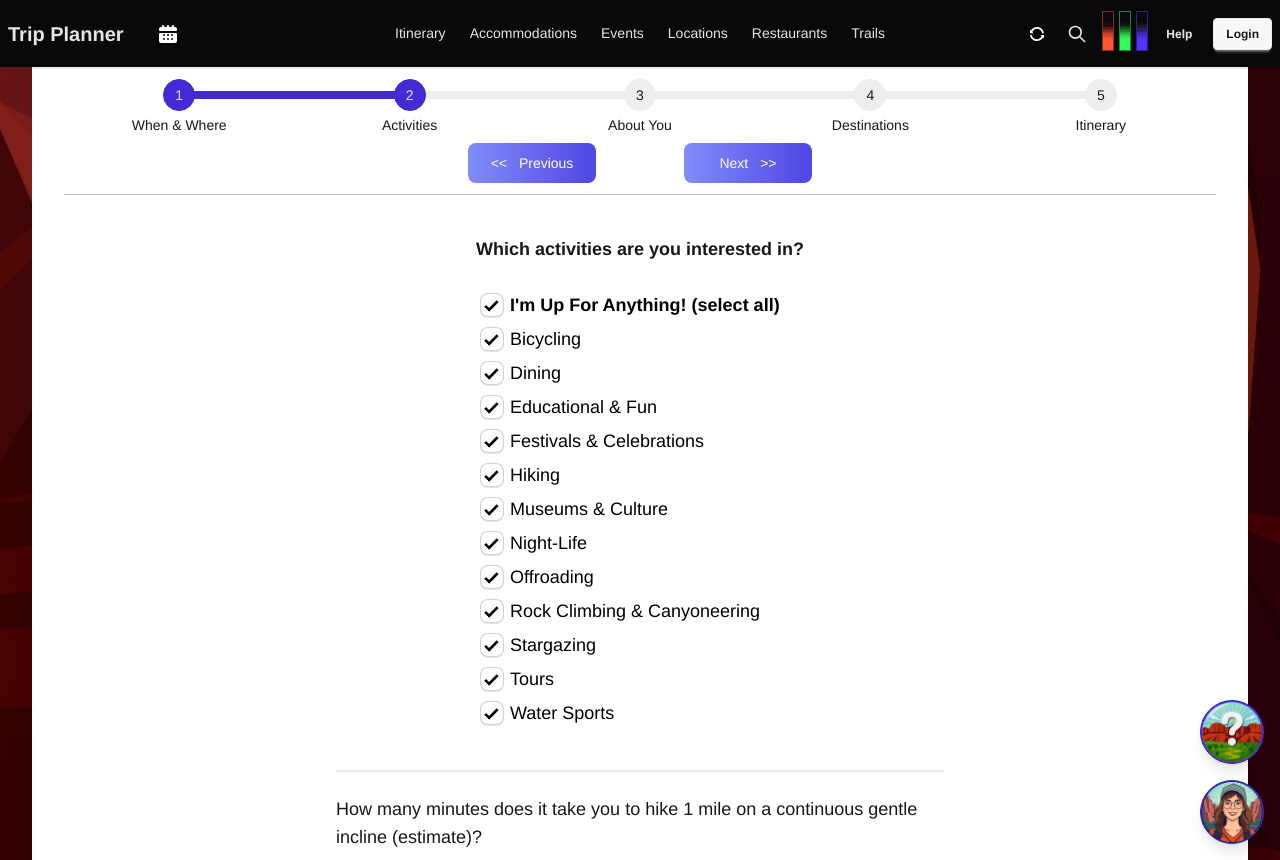 Trip Planner
Itinerary Accommodations Events Locations Restaurants Trails
Help
Login
1 2 3 4 5
When & Where Activities About You Destinations Itinerary
<< Previous Next >>
Which activities are you interested in?
I'm Up For Anything! (select all)
Bicycling
Dining
Educational & Fun
Festivals & Celebrations
Hiking
Museums & Culture
Night-Life
Offroading
Rock Climbing & Canyoneering
Stargazing
Tours
Water Sports
?
How many minutes does it take you to hike 1 mile on a continuous gentle
incline (estimate)?